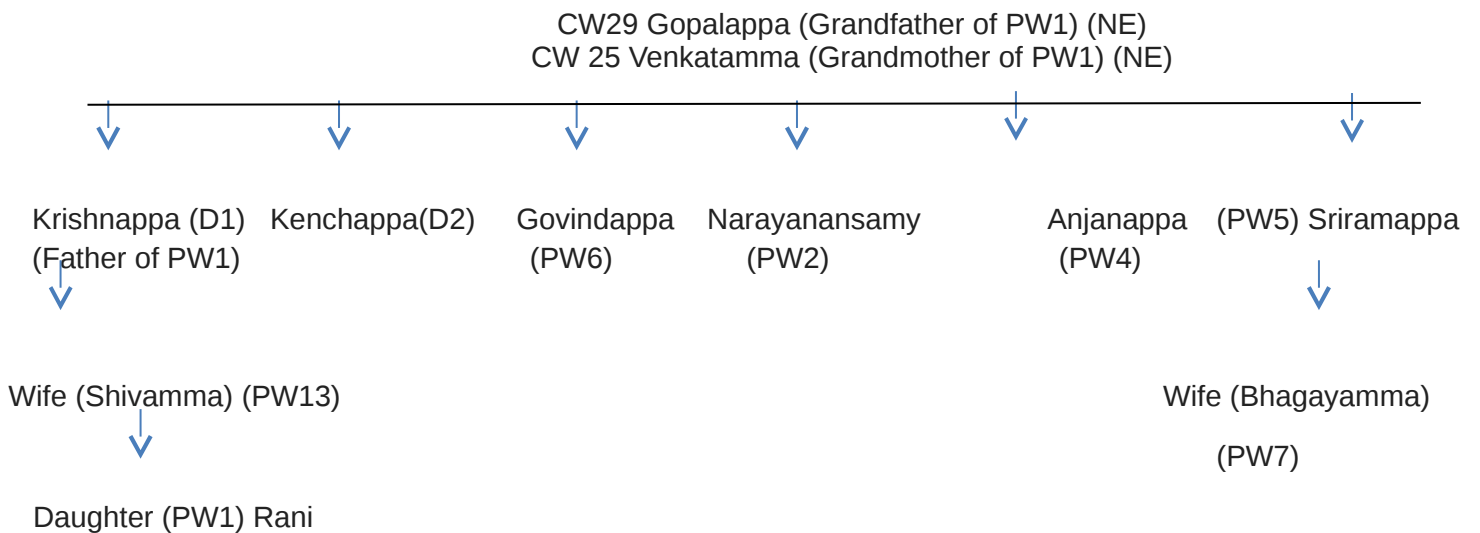 CW29 Gopalappa (Grandfather of PW1) (NE)
CW 25 Venkatamma (Grandmother of PW1) (NE)
Krishnappa (D1) Kenchappa(D2) Govindappa Narayanansamy Anjanappa (PW5) Sriramappa
(Father of PW1) (PW6) (PW2) (PW4)
Wife (Shivamma) (PW13) Wife (Bhagayamma)
(PW7)
Daughter (PW1) Rani